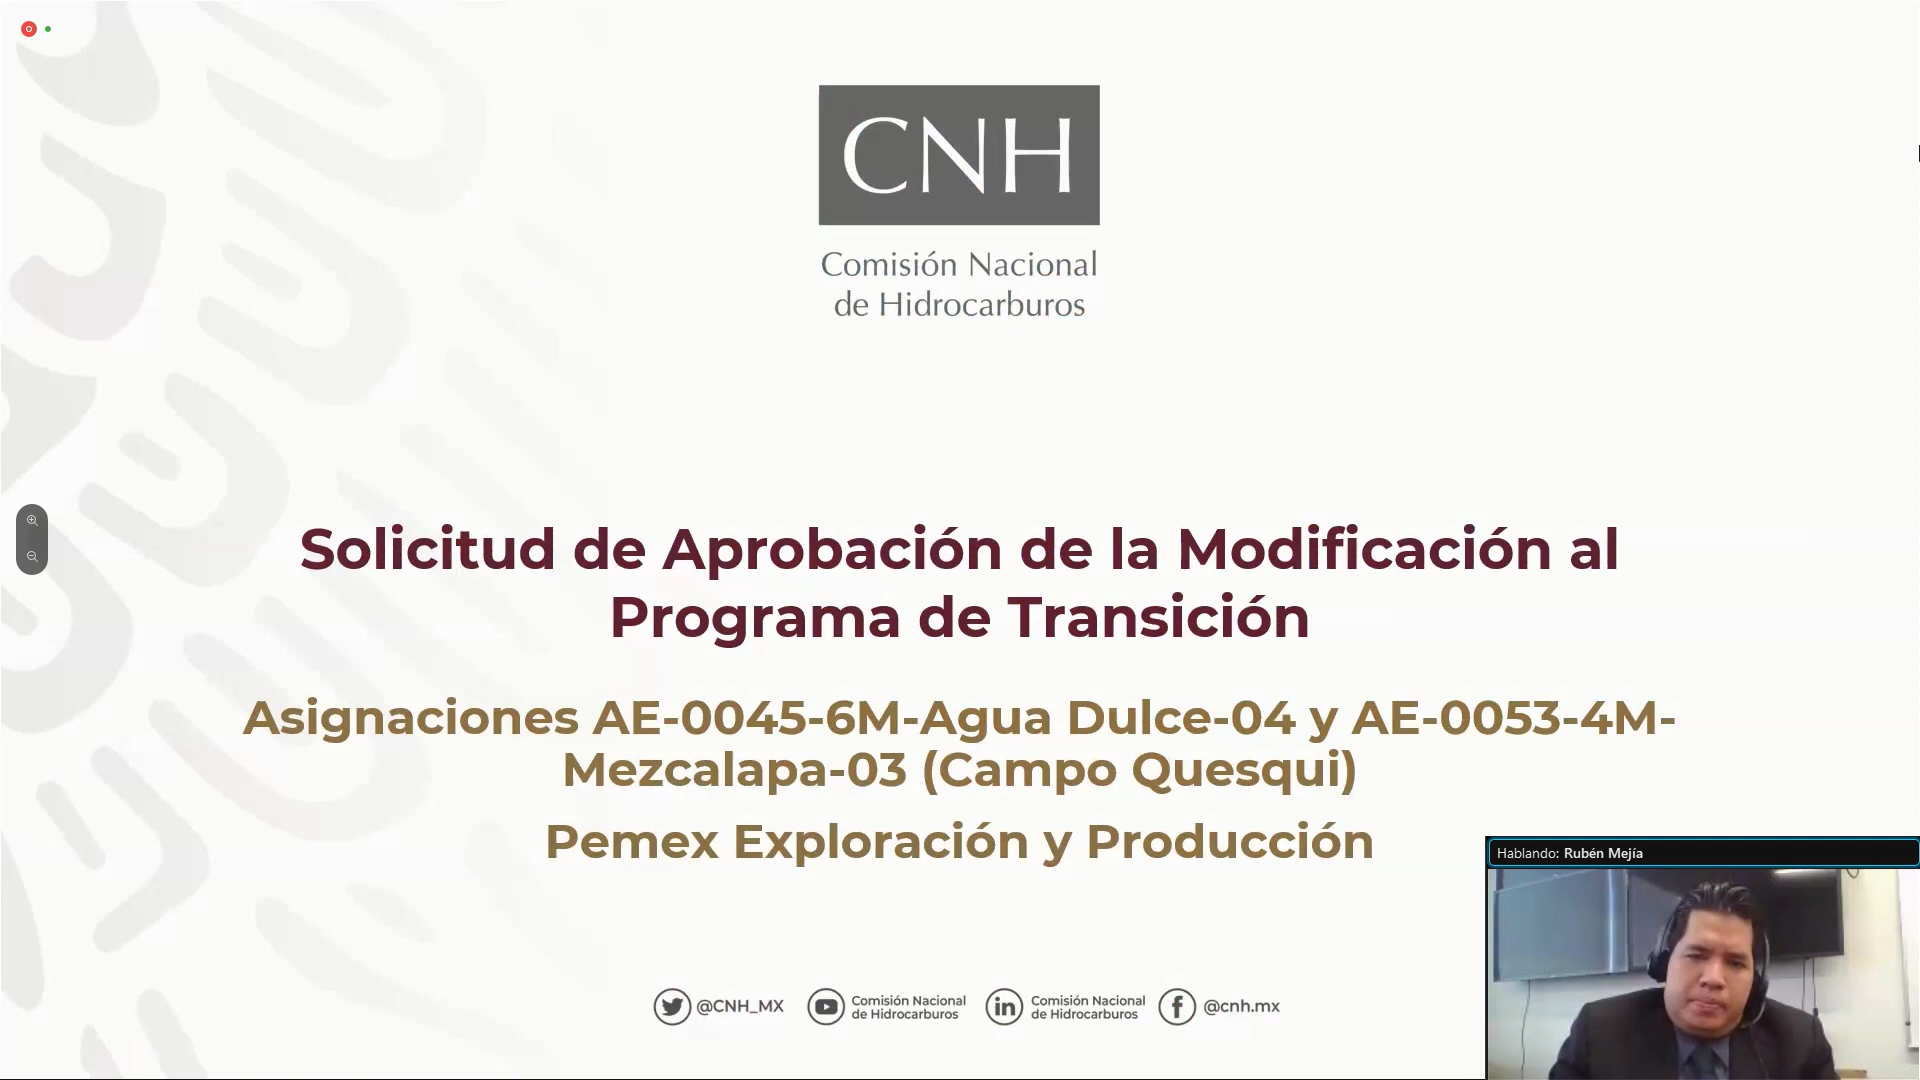 CNH
Comisión Nacional
de Hidrocarburos
Solicitud de Aprobación de la Modificación al
Programa de Transición
Asignaciones AE-0045-6M-Agua Dulce-04 y AE-0053-4M-
Mezcalapa-03 (Campo Quesqui)
Pemex Exploración y Producción
Hablando: Rubén Mejía
@CNH_MX
Comisión Nacional
de Hidrocarburos
in
Comisión Nacional
de Hidrocarburos
f
@cnh.mx